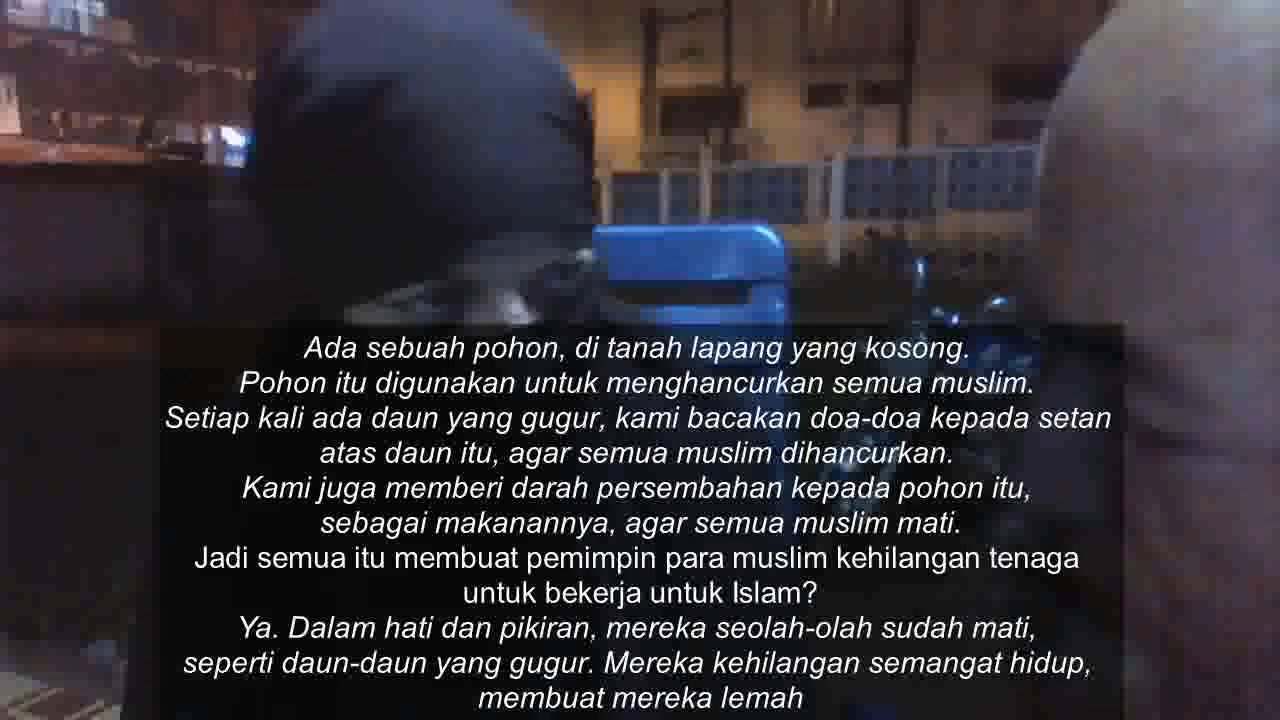 Ada sebuah pohon, di tanah lapang yang kosong.
Pohon itu digunakan untuk menghancurkan semua muslim.
Setiap kali ada daun yang gugur, kami bacakan doa-doa kepada setan
atas daun itu, agar semua muslim dihancurkan.
Kami juga memberi darah persembahan kepada pohon itu,
sebagai makanannya, agar semua muslim mati.
Jadi semua itu membuat pemimpin para muslim kehilangan tenaga
untuk bekerja untuk Islam?
Ya. Dalam hati dan pikiran, mereka seolah-olah sudah mati,
seperti daun-daun yang gugur. Mereka kehilangan semangat hidup,
membuat mereka lemah